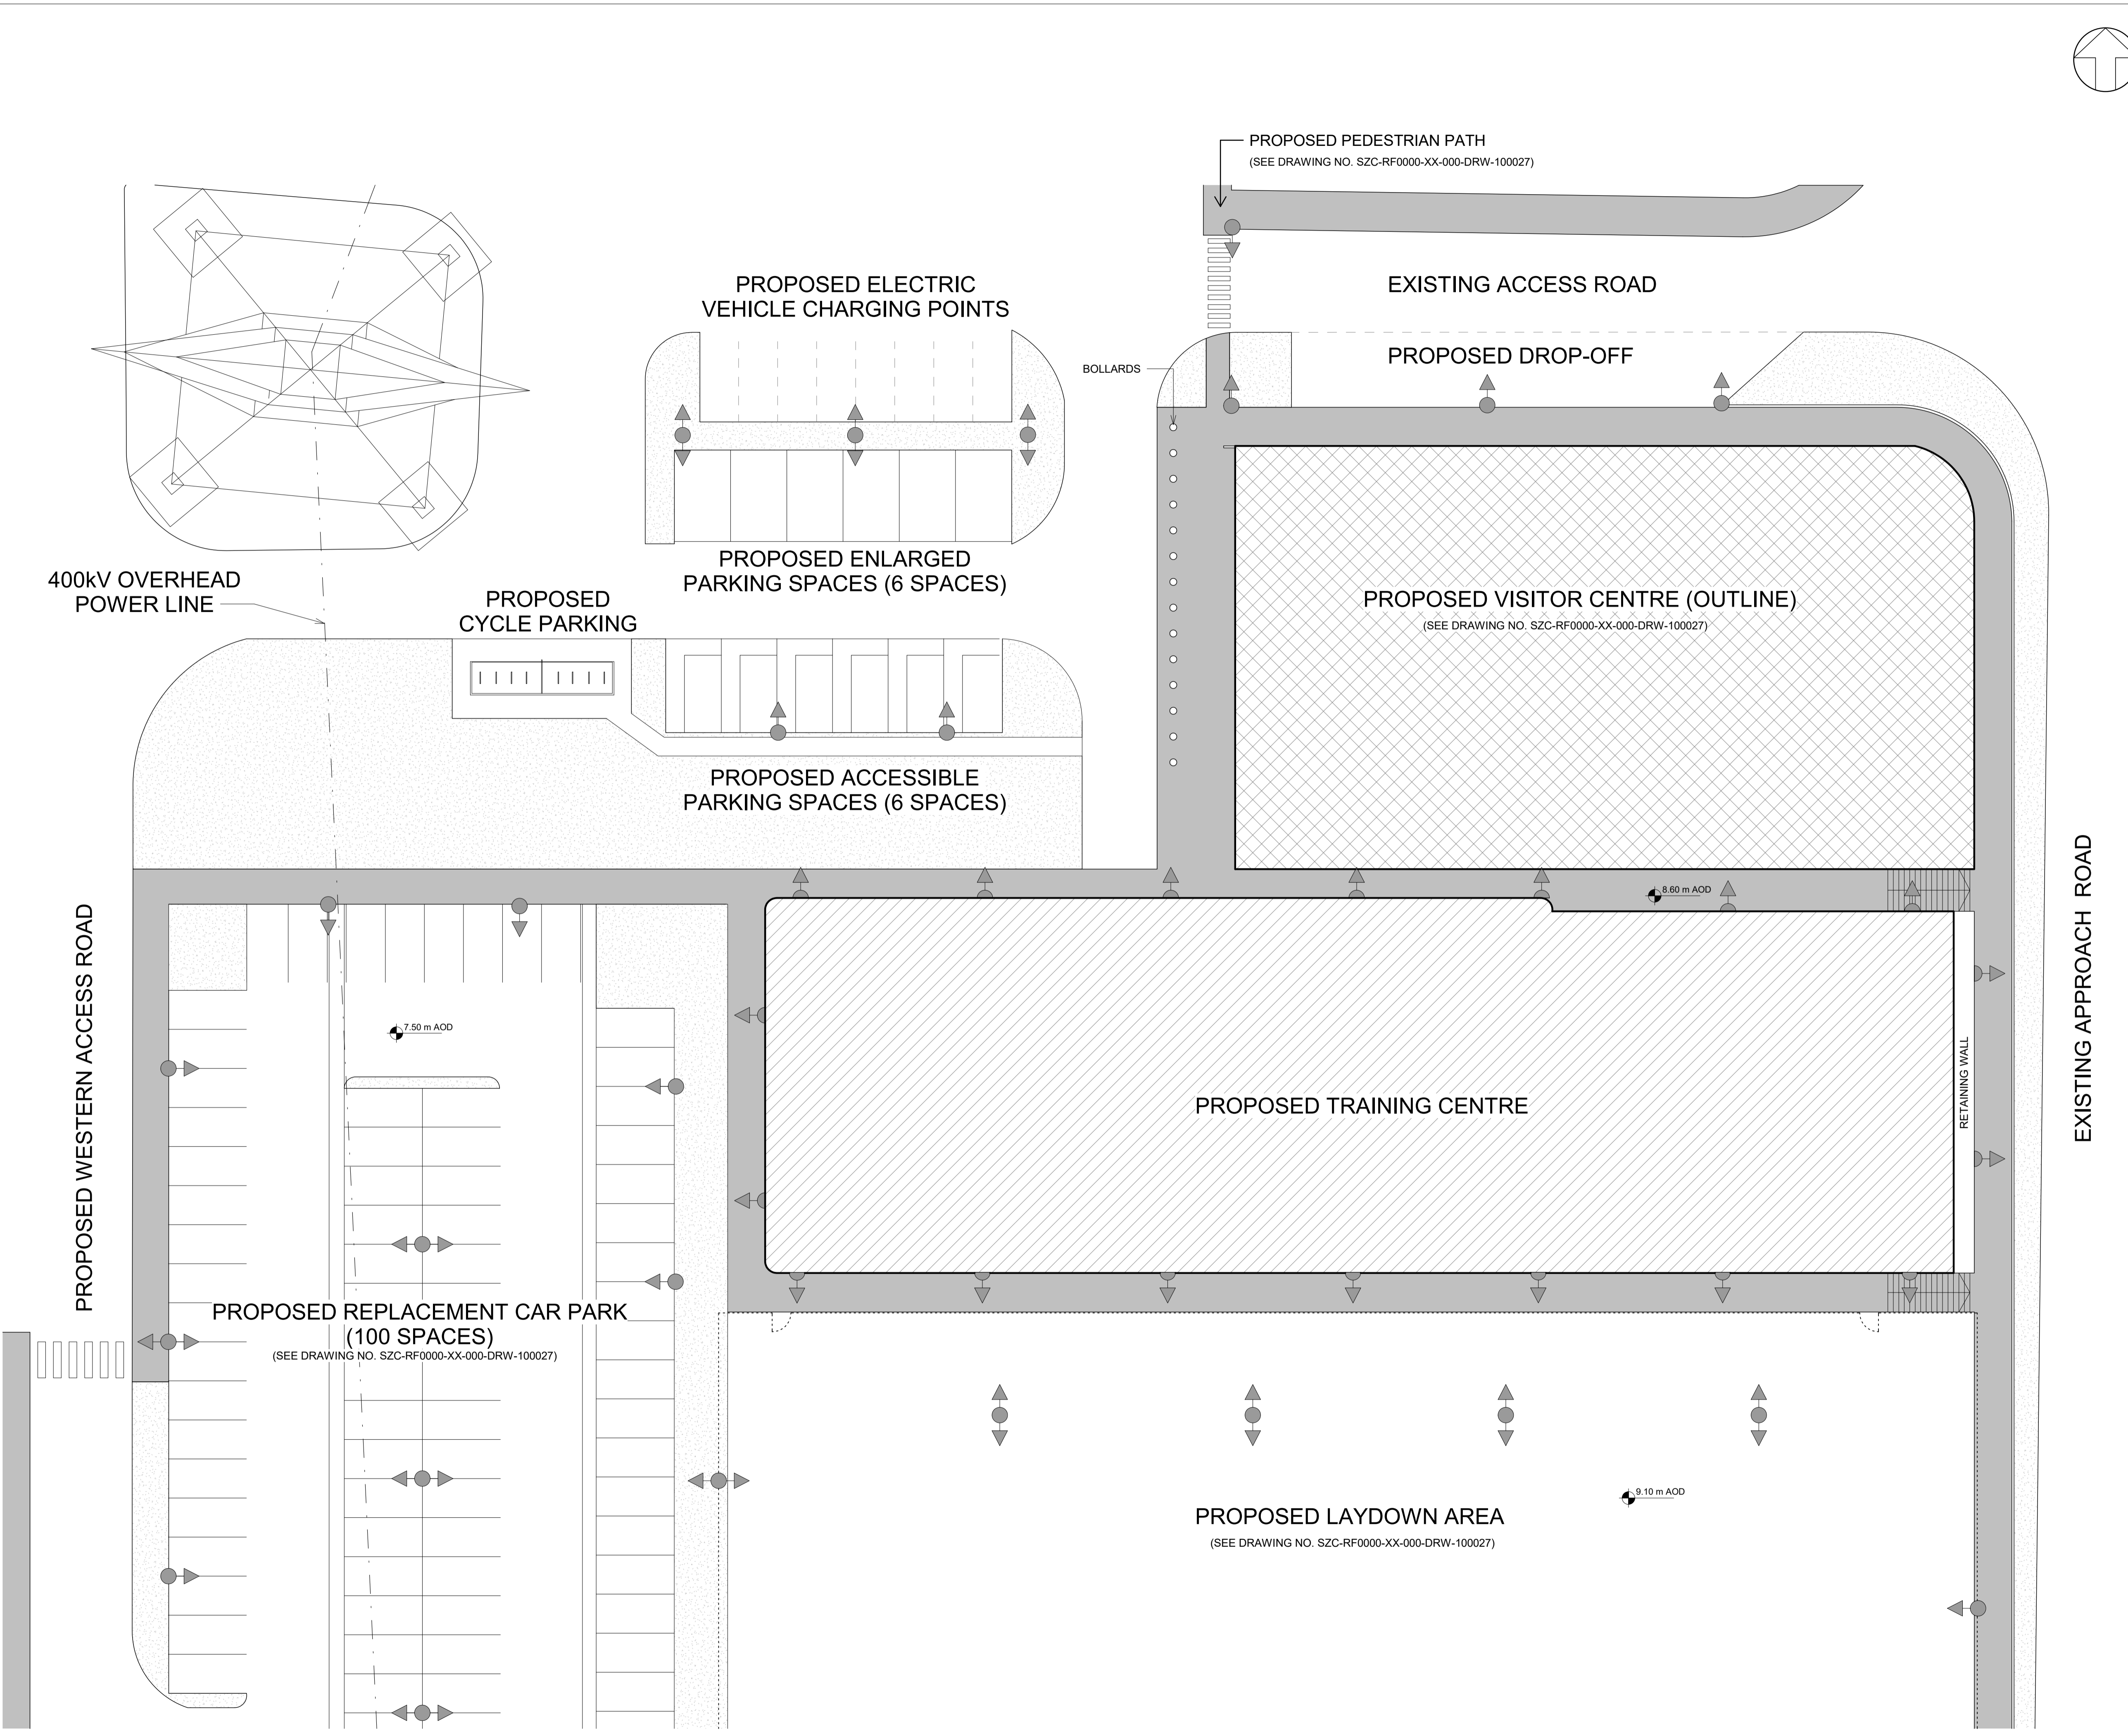 PROPOSED PEDESTRIAN PATH
(SEE DRAWING NO. SZC-RF0000-XX-000-DRW-100027)
PROPOSED ELECTRIC
VEHICLE CHARGING POINTS
EXISTING ACCESS ROAD
PROPOSED DROP-OFF
BOLLARDS
PROPOSED ENLARGED
PARKING SPACES (6 SPACES)
400kV OVERHEAD
POWER LINE
PROPOSED
CYCLE PARKING
PROPOSED VISITOR CENTRE (OUTLINE)
(SEE DRAWING NO. SZC-RF0000-XX-000-DRW-100027)
PROPOSED ACCESSIBLE
PARKING SPACES (6 SPACES)
8.60 m AOD
PROPOSED WESTERN ACCESS ROAD
EXISTING APPROACH ROAD
7.50 m AOD
RETAINING WALL
PROPOSED TRAINING CENTRE
PROPOSED REPLACEMENT CAR PARK
(100 SPACES)
(SEE DRAWING NO. SZC-RF0000-XX-000-DRW-100027)
9.10 m AOD
PROPOSED LAYDOWN AREA
(SEE DRAWING NO. SZC-RF0000-XX-000-DRW-100027)